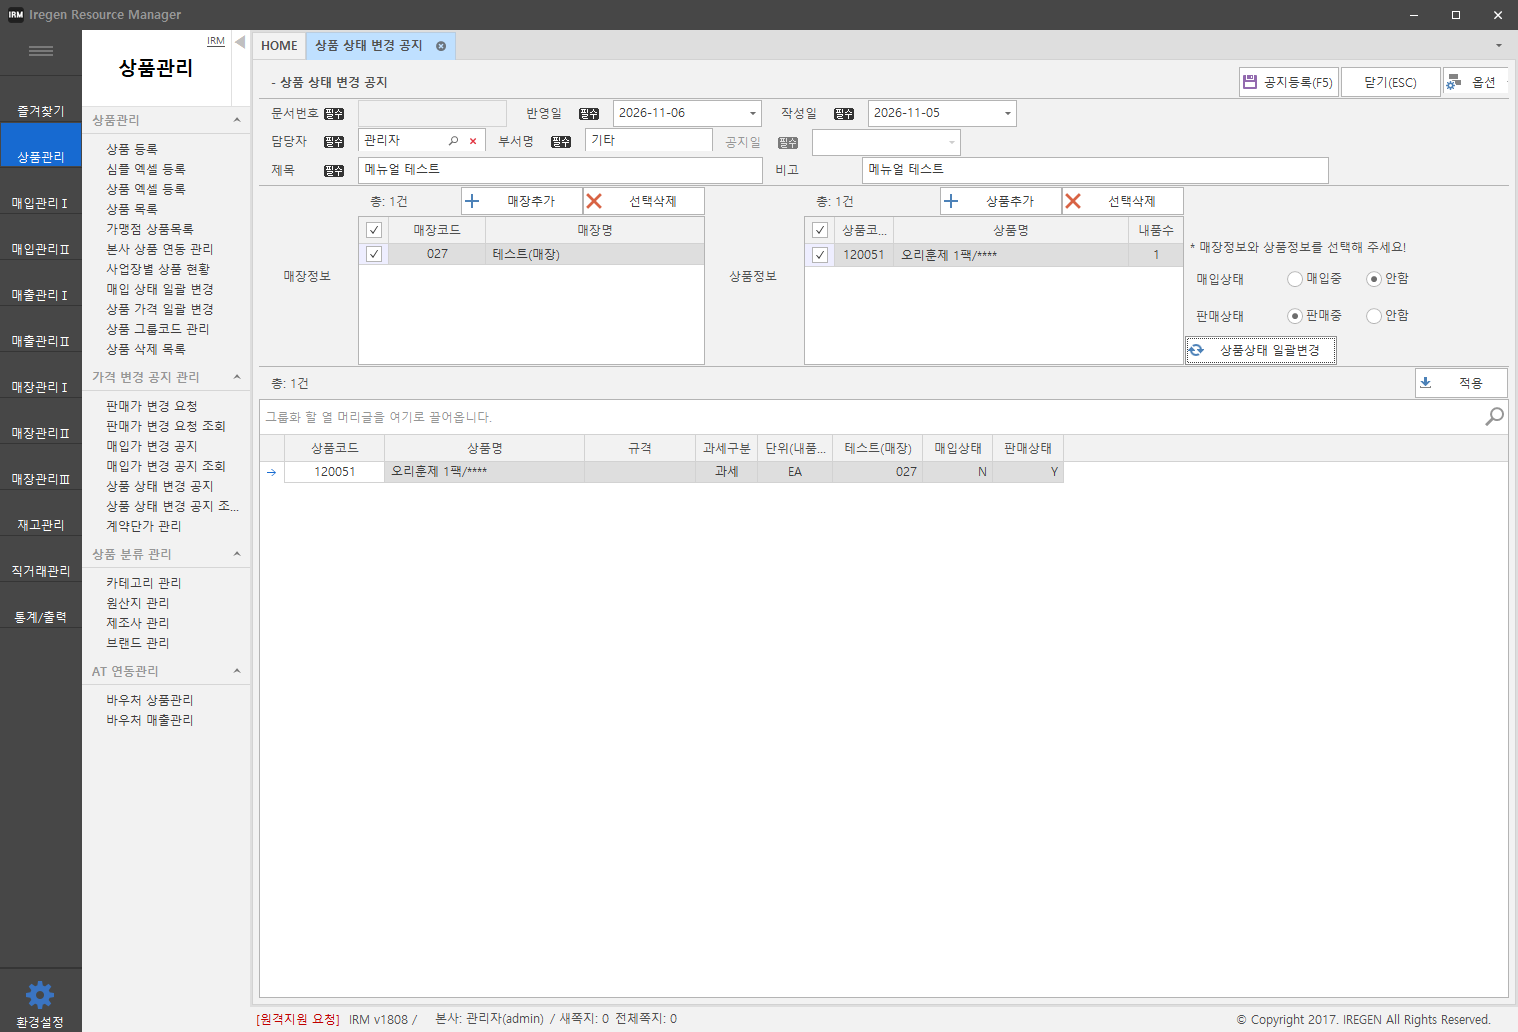 IRM Iregen Resource Manager
즐겨찾기
상품관리
매입관리 I
매입관리 II
매출관리 I
매출관리 II
매장관리 I
매장관리 II
매장관리 III
재고관리
직거래관리
통계/출력
환경설정
IRM
상품관리
상품관리
상품 등록
심플 엑셀 등록
상품 엑셀 등록
상품 목록
가맹점 상품목록
본사 상품 연동 관리
사업장별 상품 현황
매입 상태 일괄 변경
상품 가격 일괄 변경
상품 그룹코드 관리
상품 삭제 목록
가격 변경 공지 관리
판매가 변경 요청
판매가 변경 요청 조회
매입가 변경 공지
매입가 변경 공지 조회
상품 상태 변경 공지
상품 상태 변경 공지 조...
계약단가 관리
상품 분류 관리
카테고리 관리
원산지 관리
제조사 관리
브랜드 관리
AT 연동관리
바우처 상품관리
바우처 매출관리
HOME 상품 상태 변경 공지
- 상품 상태 변경 공지 공지등록(F5) 닫기(ESC) 옵션
문서번호 필수 반영일 필수 2026-11-06 작성일 필수 2026-11-05
담당자 필수 관리자 부서명 필수 기타 공지일 필수
제목 필수 메뉴얼 테스트 비고 메뉴얼 테스트
총: 1건 매장추가 선택삭제 총: 1건 상품추가 선택삭제
매장정보
매장코드 매장명
027 테스트(매장)
상품정보
상품코... 상품명 내품수
120051 오리훈제 1팩/**** 1
* 매장정보와 상품정보를 선택해 주세요!
매입상태 매입중 안함
판매상태 판매중 안함
상품상태 일괄변경
총: 1건 적용
그룹화 할 열 머리글을 여기로 끌어옵니다.
상품코드 상품명 규격 과세구분 단위(내품... 테스트(매장) 매입상태 판매상태
120051 오리훈제 1팩/**** 과세 EA 027 N Y
[원격지원 요청] IRM v1808 / 본사: 관리자(admin) / 새쪽지: 0 전체쪽지: 0 © Copyright 2017. IREGEN All Rights Reserved.